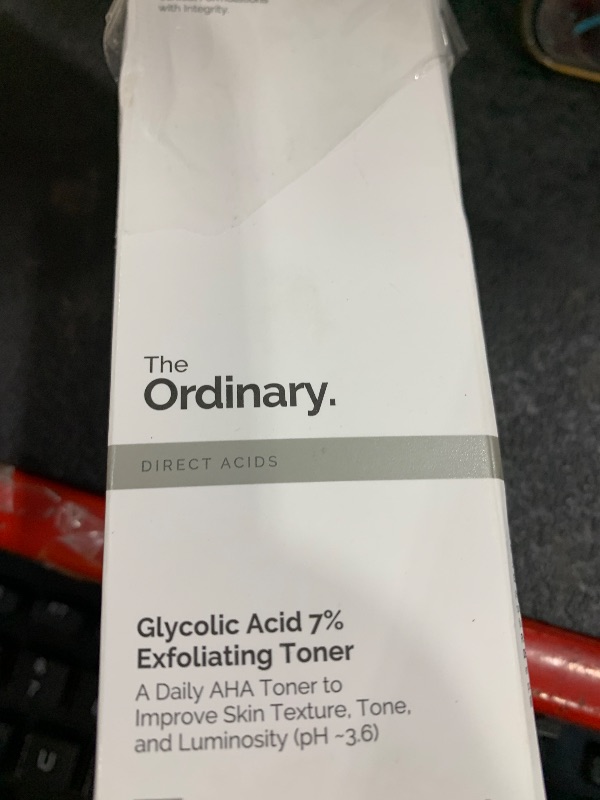 with Integrity
The
Ordinary.
DIRECT ACIDS
Glycolic Acid 7%
Exfoliating Toner
A Daily AHA Toner to
Improve Skin Texture, Tone,
and Luminosity (pH ~3.6)
U